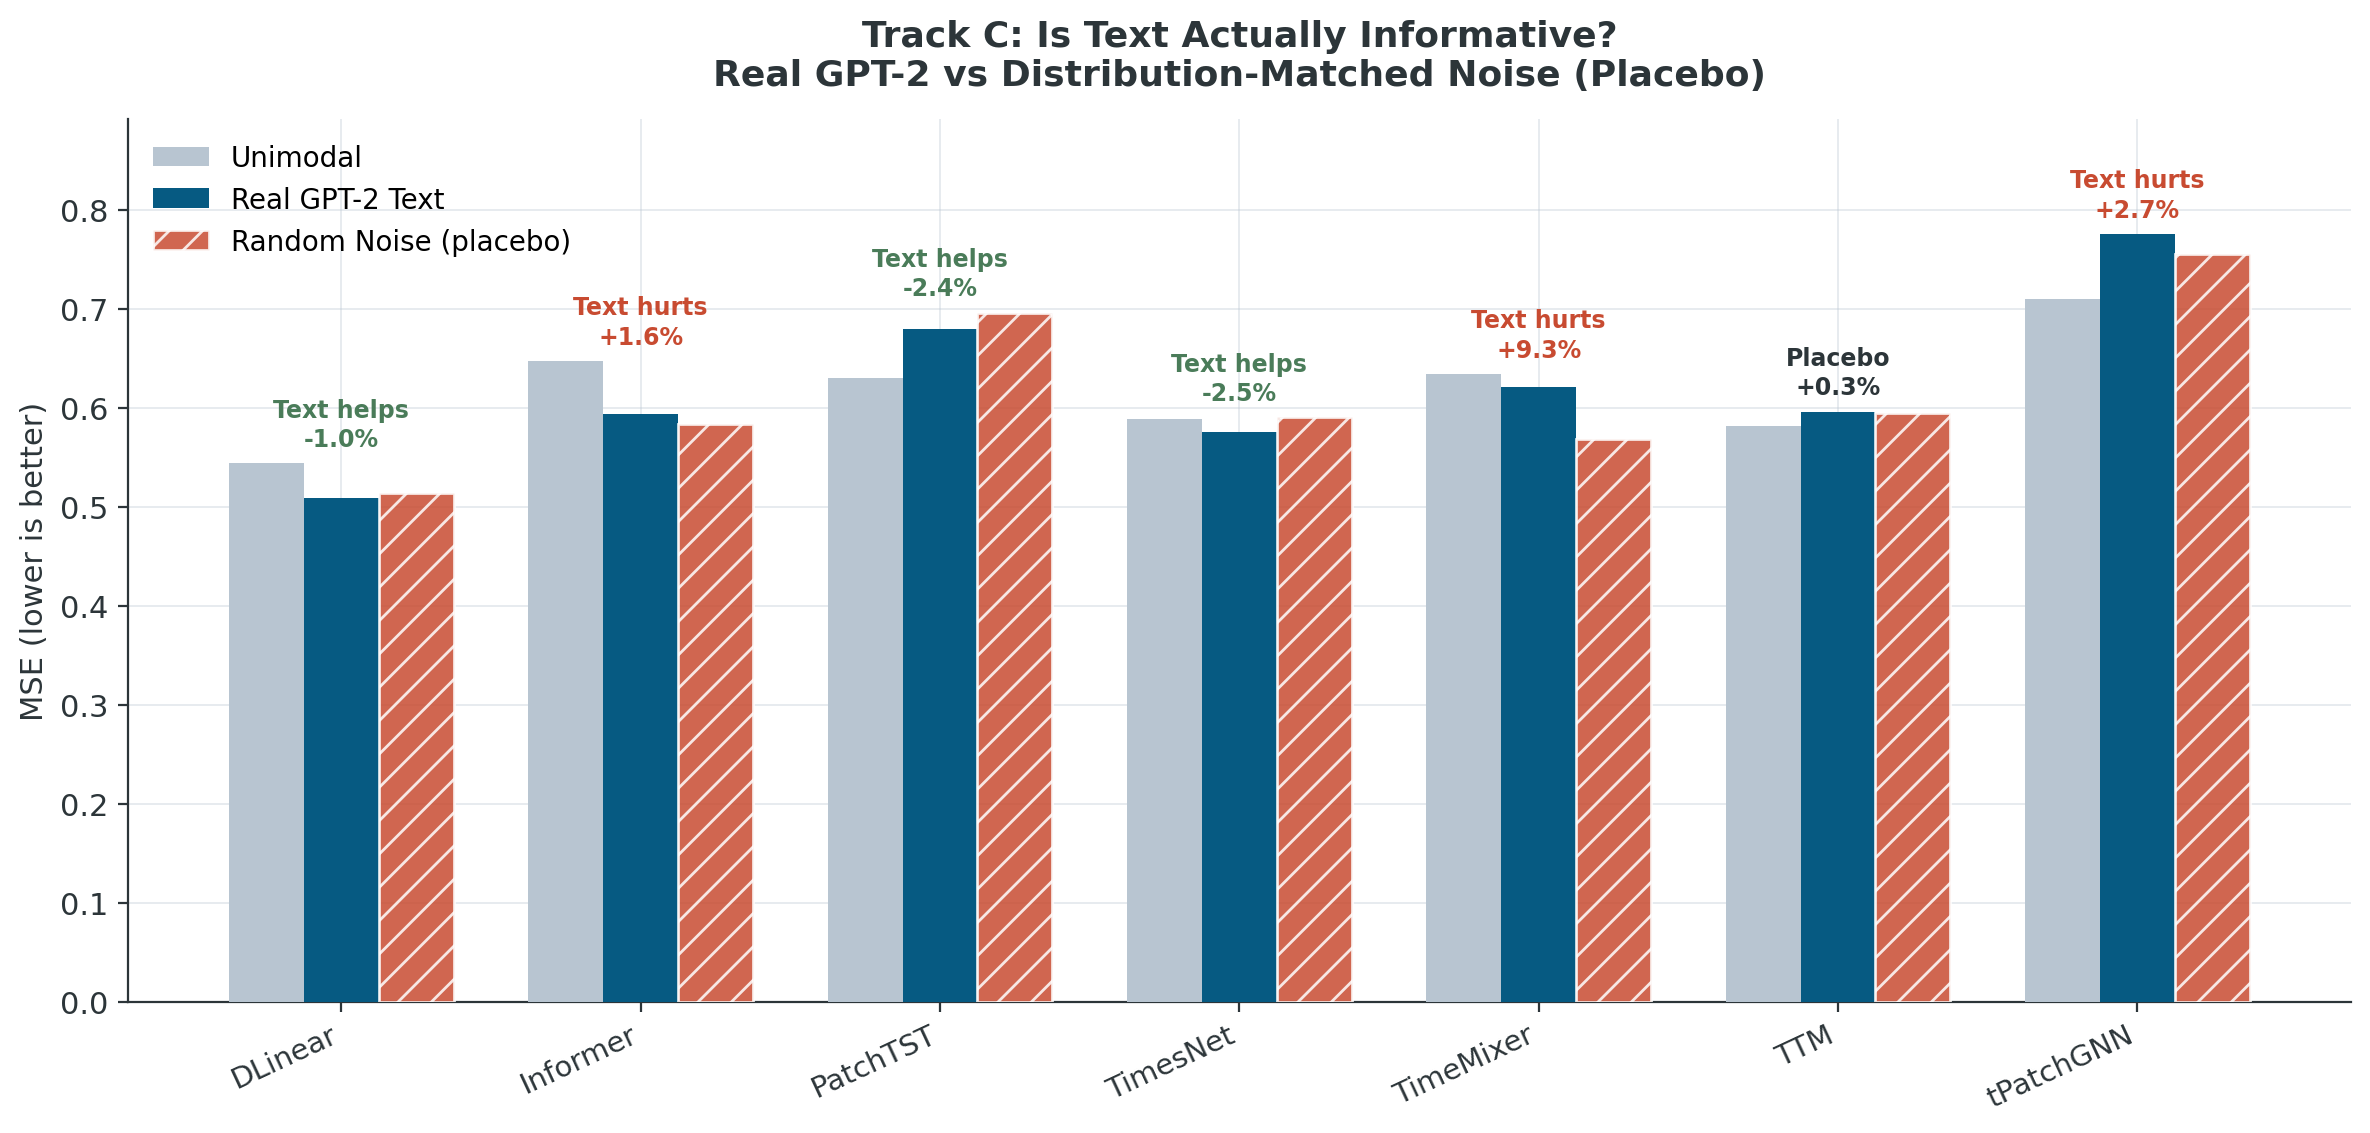 Track C: Is Text Actually Informative?
Real GPT-2 vs Distribution-Matched Noise (Placebo)
Unimodal
Real GPT-2 Text
Random Noise (placebo)
MSE (lower is better)
0.8
0.7
0.6
0.5
0.4
0.3
0.2
0.1
0.0
Text helps
-1.0%
Text hurts
+1.6%
Text helps
-2.4%
Text helps
-2.5%
Text hurts
+9.3%
Placebo
+0.3%
Text hurts
+2.7%
DLinear
Informer
PatchTST
TimesNet
TimeMixer
TTM
tPatchGNN